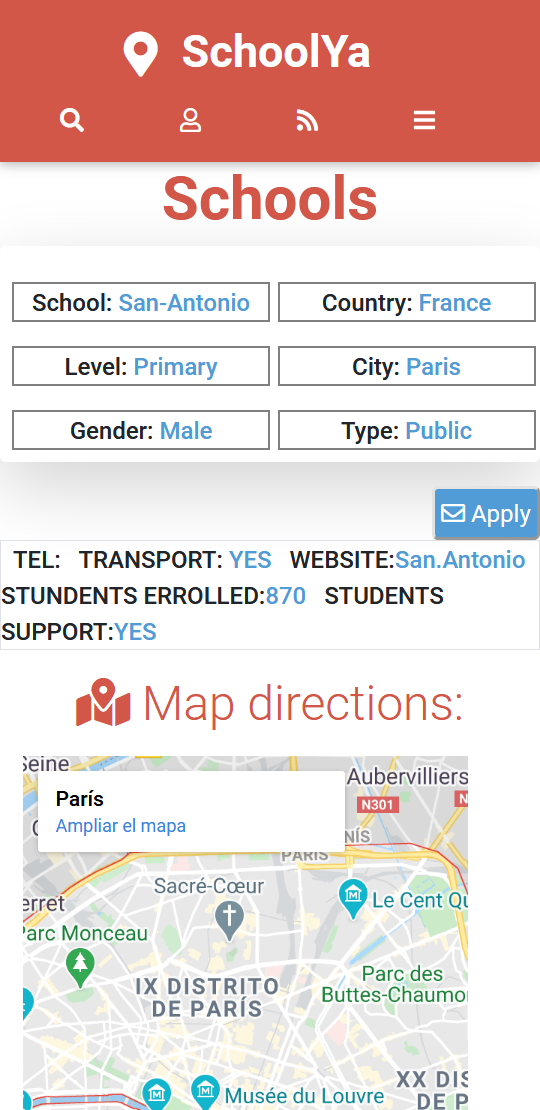 SchoolYa
Schools
School: San-Antonio
Country: France
Level: Primary
City: Paris
Gender: Male
Type: Public
Apply
TEL: TRANSPORT: YES WEBSITE:San.Antonio
STUNDENTS ERROLLED:870 STUDENTS
SUPPORT:YES
Map directions:
Seine
París
Ampliar el mapa
Aubervilliers
N301
N
NÍS
PARÍS
Sacré-Cœur
Le Cent Qu
erret
Parc Monceau
IX DISTRITO
DE PARÍS
Parc des
Buttes-Chaumon
XX DIS
DE P
Musée du Louvre